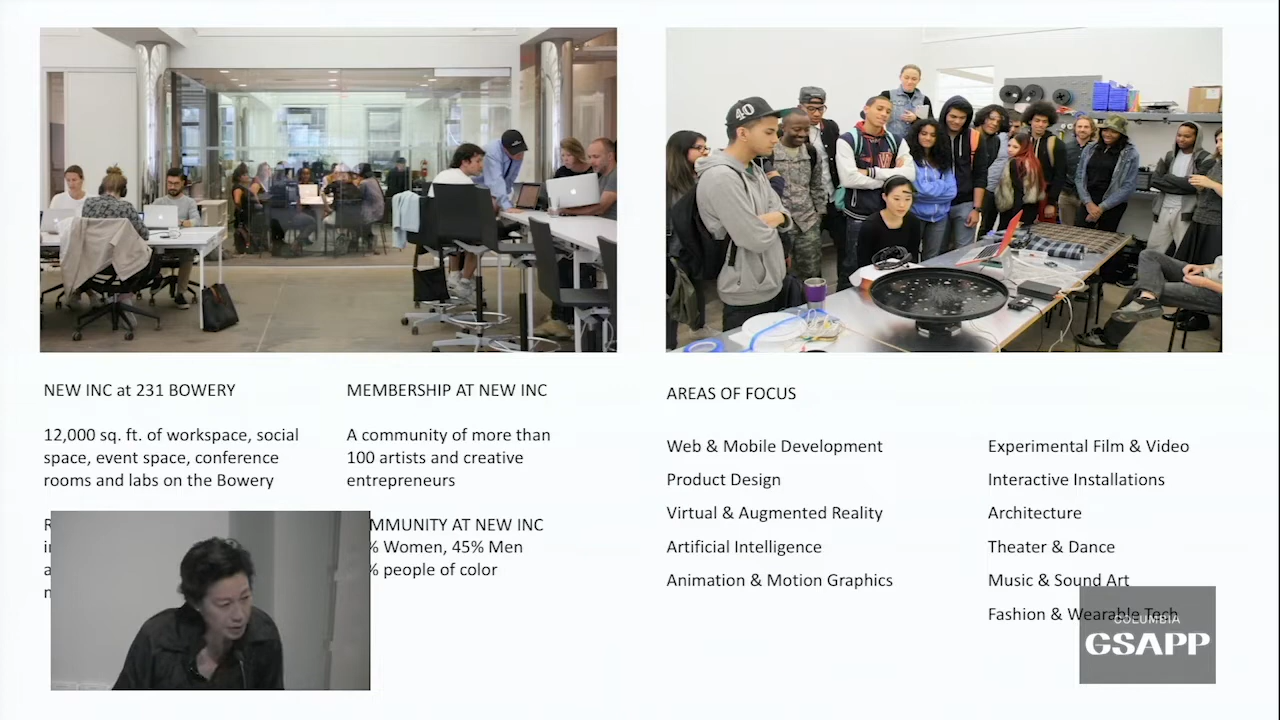 40
NEW INC at 231 BOWERY
12,000 sq. ft. of workspace, social
space, event space, conference
rooms and labs on the Bowery
MEMBERSHIP AT NEW INC
A community of more than
100 artists and creative
entrepreneurs
MMUNITY AT NEW INC
% Women, 45% Men
% people of color
AREAS OF FOCUS
Web & Mobile Development
Product Design
Virtual & Augmented Reality
Artificial Intelligence
Animation & Motion Graphics
Experimental Film & Video
Interactive Installations
Architecture
Theater & Dance
Music & Sound Art
Fashion & Wearable Tech
COLUMBIA
GSAPP